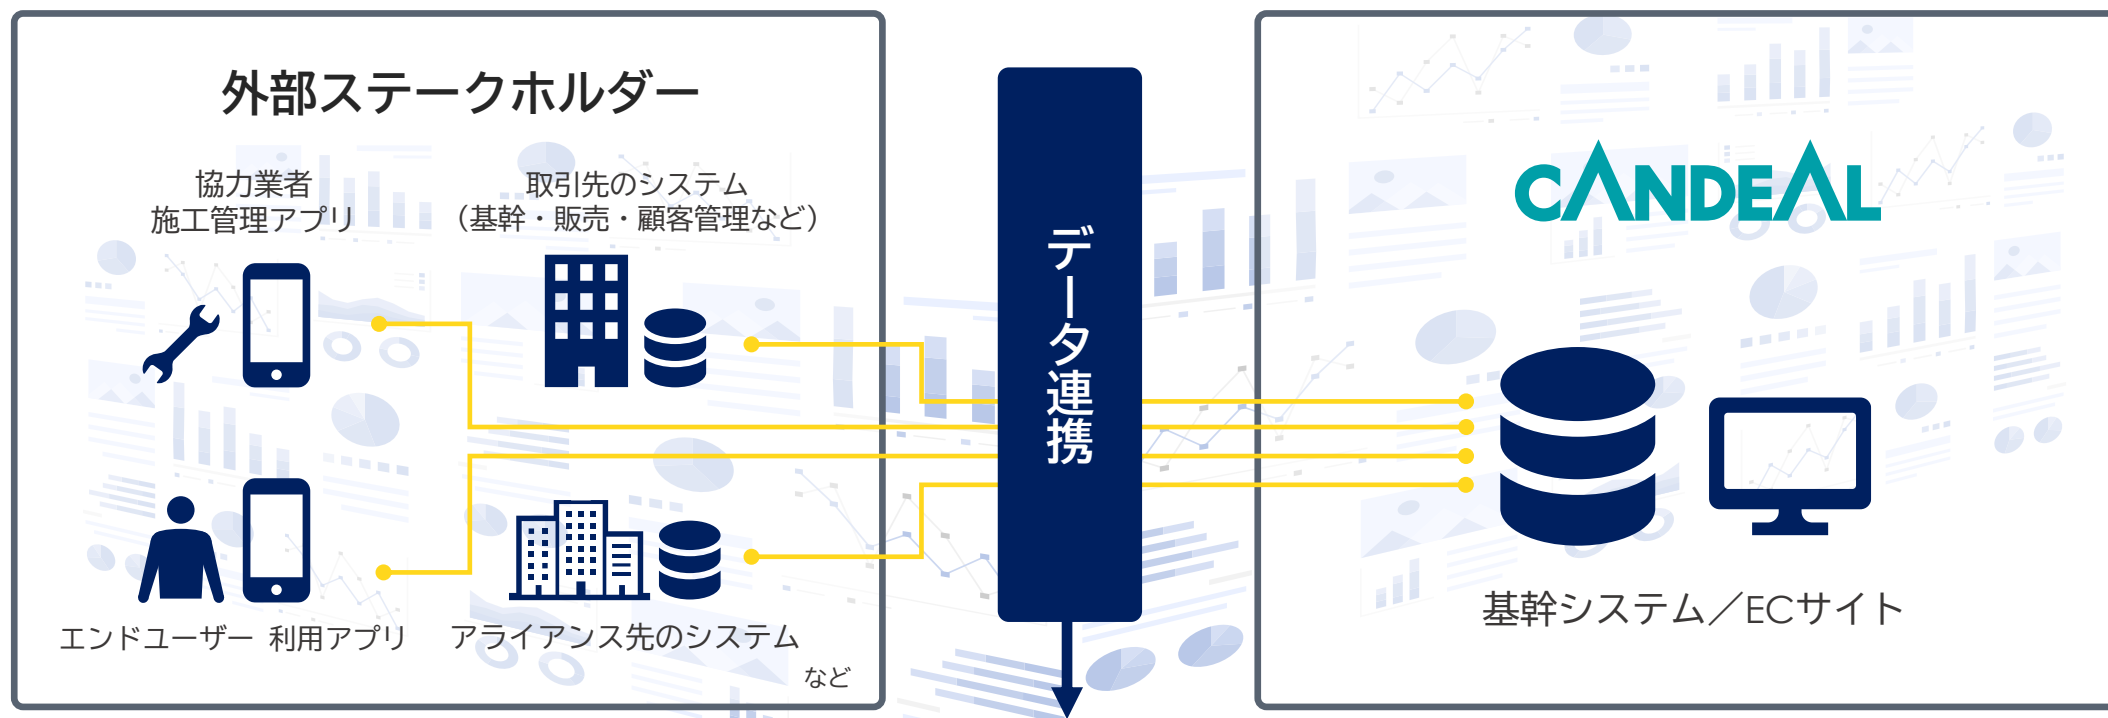 外部ステークホルダー
協力業者
施工管理アプリ
取引先のシステム
（基幹・販売・顧客管理など）
エンドユーザー 利用アプリ
アライアンス先のシステム
など
データ連携
CANDEAL
基幹システム／ECサイト